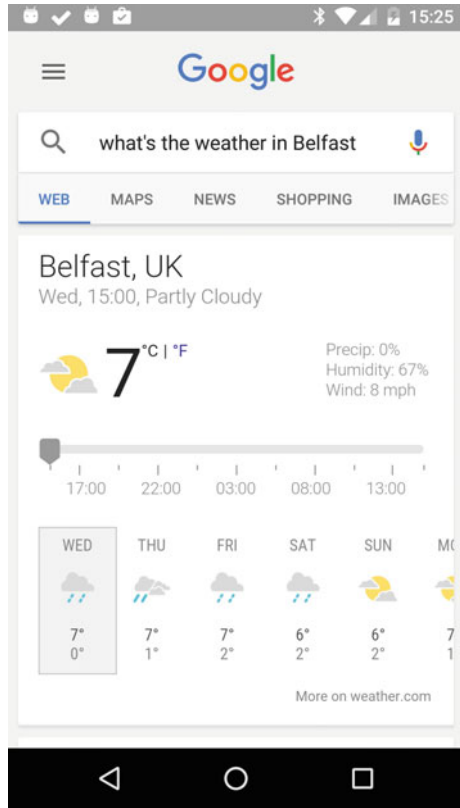 15:25
Google
what's the weather in Belfast
WEB MAPS NEWS SHOPPING IMAGES
Belfast, UK
Wed, 15:00, Partly Cloudy
7 °C | °F
Precip: 0%
Humidity: 67%
Wind: 8 mph
17:00 22:00 03:00 08:00 13:00
WED THU FRI SAT SUN MO
7° 7° 7° 6° 6° 7
0° 1° 2° 2° 2° 1
More on weather.com